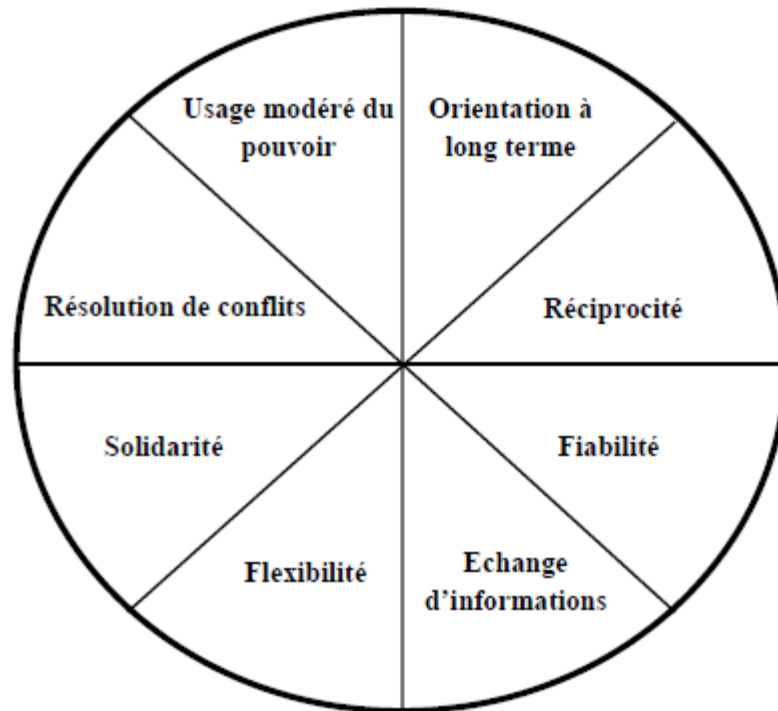 Usage modéré du
pouvoir
Orientation à
long terme
Résolution de conflits
Réciprocité
Solidarité
Fiabilité
Flexibilité
Echange
d’informations